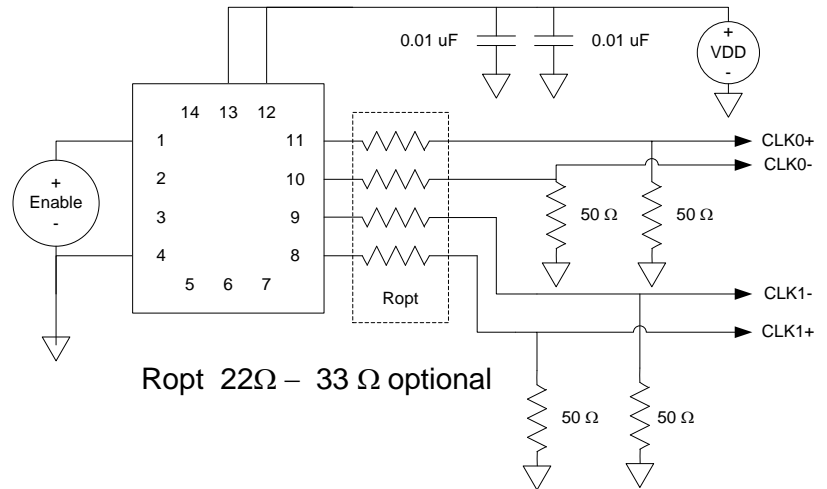 0.01 uF
0.01 uF
+
VDD
-
14 13 12
1
2
3
4
11
10
9
8
5 6 7
+
Enable
-
Ropt
CLK0+
CLK0-
50 Ω
50 Ω
CLK1-
CLK1+
50 Ω
50 Ω
Ropt 22Ω – 33 Ω optional